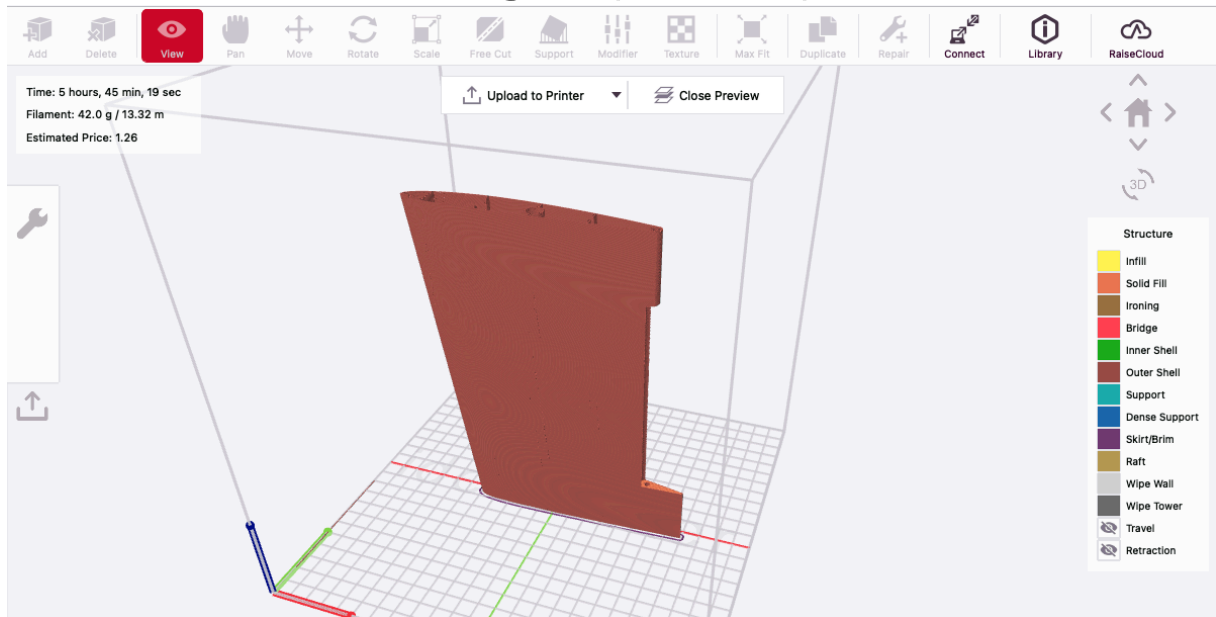 Add
Delete
View
Pan
Move
Rotate
Scale
Free Cut
Support
Modifier
Texture
Max Fit
Duplicate
Repair
Connect
Library
RaiseCloud
Time: 5 hours, 45 min, 19 sec
Filament: 42.0 g / 13.32 m
Estimated Price: 1.26
Upload to Printer
Close Preview
3D
Structure
Infill
Solid Fill
Ironing
Bridge
Inner Shell
Outer Shell
Support
Dense Support
Skirt/Brim
Raft
Wipe Wall
Wipe Tower
Travel
Retraction